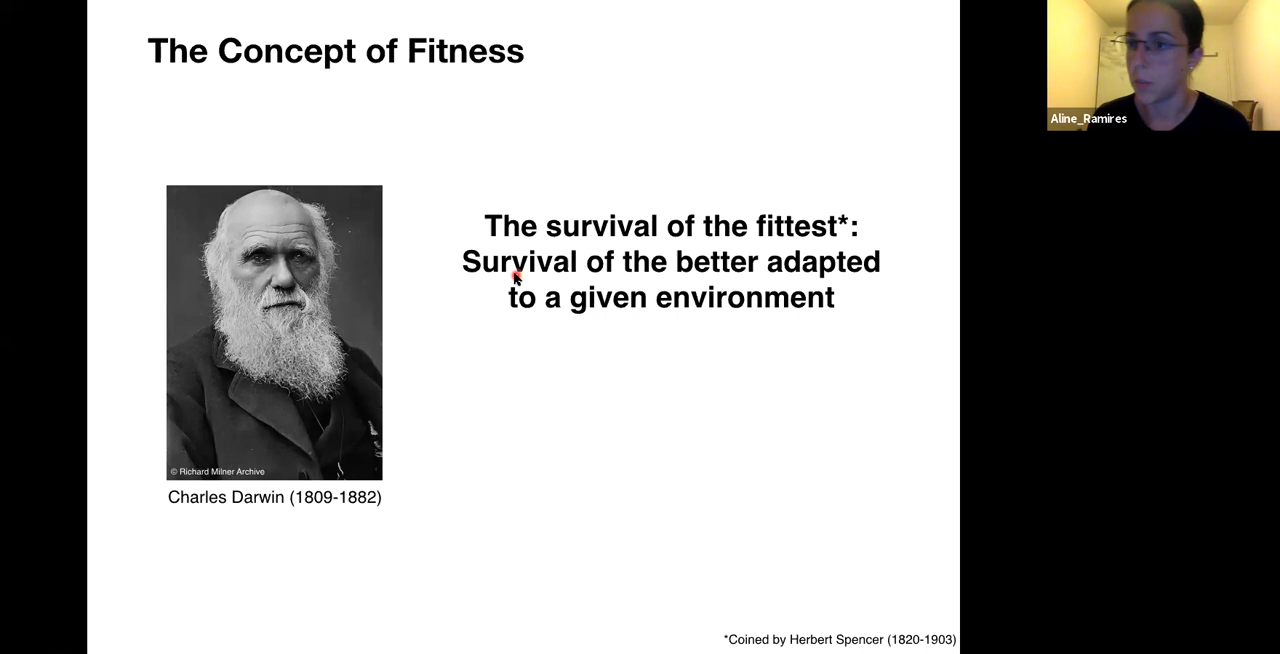 The Concept of Fitness
Aline_Ramires
The survival of the fittest*:
Survival of the better adapted
to a given environment
© Richard Milner Archive
Charles Darwin (1809-1882)
*Coined by Herbert Spencer (1820-1903)